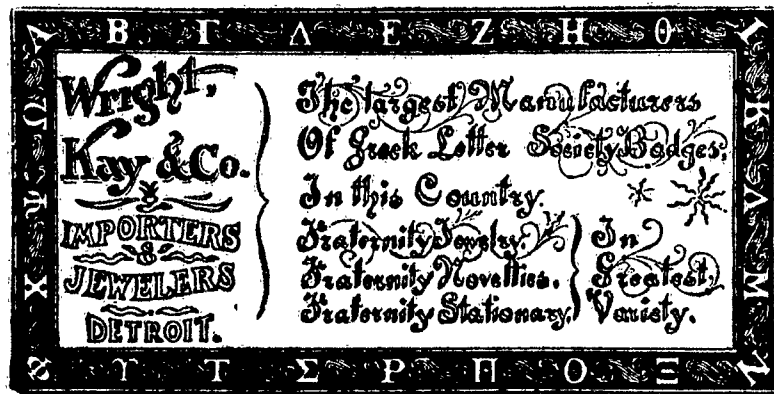 Α Β Γ Δ Ε Ζ Η Θ Ι
Κ Λ Μ Ν
Ξ Ο Π Ρ Σ Τ Υ Φ
Χ Ψ Ω
Wright,
Kay & Co.
IMPORTERS
&
JEWELERS
DETROIT.
The largest Manufacturers
Of Greek Letter Society Badges,
In this Country.
Fraternity Jewelry.
Fraternity Novelties.
Fraternity Stationary.
In
Greatest
Variety.